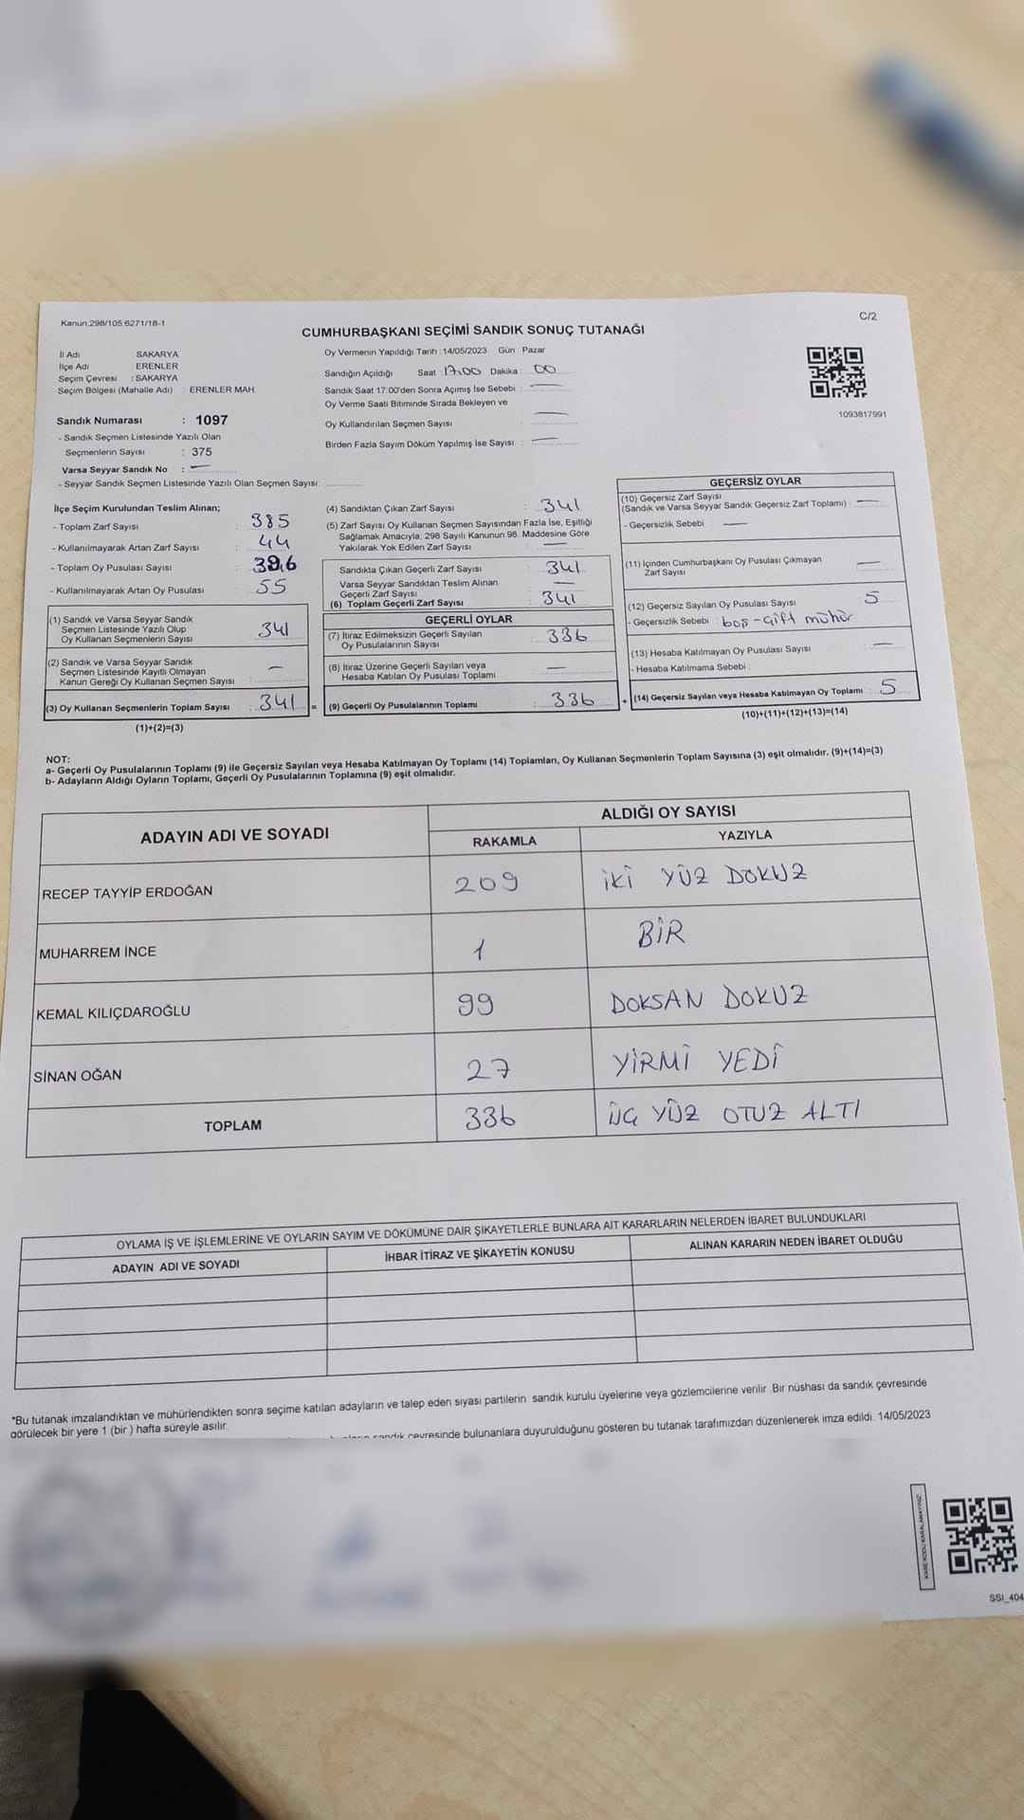 Kanun:298/105.6271/18-1
C/2
CUMHURBAŞKANI SEÇİMİ SANDIK SONUÇ TUTANAĞI
İl Adı SAKARYA
İlçe Adı ERENLER
Seçim Çevresi : SAKARYA
Seçim Bölgesi (Mahalle Adı) ERENLER MAH.
Sandık Numarası : 1097
- Sandık Seçmen Listesinde Yazılı Olan
Seçmenlerin Sayısı : 375
Varsa Seyyar Sandık No : —
- Seyyar Sandık Seçmen Listesinde Yazılı Olan Seçmen Sayısı
Oy Vermenin Yapıldığı Tarih : 14/05/2023 Gün : Pazar
Sandığın Açıldığı Saat 17:00 Dakika : 00
Sandık Saat 17:00'den Sonra Açımış İse Sebebi : —
Oy Verme Saati Bitiminde Sırada Bekleyen ve
Oy Kullandırılan Seçmen Sayısı —
Birden Fazla Sayım Döküm Yapılmış İse Sayısı : —
1093817991
İlçe Seçim Kurulundan Teslim Alınan;
- Toplam Zarf Sayısı : 385
- Kullanılmayarak Artan Zarf Sayısı : 44
- Toplam Oy Pusulası Sayısı
- Kullanılmayarak Artan Oy Pusulası : 55
(1) Sandık ve Varsa Seyyar Sandık
Seçmen Listesinde Yazılı Olup
Oy Kullanan Seçmenlerin Sayısı 341
(2) Sandık ve Varsa Seyyar Sandık
Seçmen Listesinde Kayıtlı Olmayan
Kanun Gereği Oy Kullanan Seçmen Sayısı —
(3) Oy Kullanan Seçmenlerin Toplam Sayısı : 341 =
(1)+(2)=(3)
(4) Sandıktan Çıkan Zarf Sayısı : 341
(5) Zarf Sayısı Oy Kullanan Seçmen Sayısından Fazla İse, Eşitliği
Sağlamak Amacıyla, 298 Sayılı Kanunun 98. Maddesine Göre
Yakılarak Yok Edilen Zarf Sayısı —
Sandıkta Çıkan Geçerli Zarf Sayısı : 341
Varsa Seyyar Sandıktan Teslim Alınan
Geçerli Zarf Sayısı —
(6) Toplam Geçerli Zarf Sayısı : 341
GEÇERLİ OYLAR
(7) İtiraz Edilmeksizin Geçerli Sayılan
Oy Pusulalarının Sayısı : 336
(8) İtiraz Üzerine Geçerli Sayılan veya
Hesaba Katılan Oy Pusulası Toplamı —
(9) Geçerli Oy Pusulalarının Toplamı : 336 +
GEÇERSİZ OYLAR
(10) Geçersiz Zarf Sayısı
(Sandık ve Varsa Seyyar Sandık Geçersiz Zarf Toplamı) : —
- Geçersizlik Sebebi —
(11) İçinden Cumhurbaşkanı Oy Pusulası Çıkmayan
Zarf Sayısı —
(12) Geçersiz Sayılan Oy Pusulası Sayısı : 5
- Geçersizlik Sebebi boş-çift mühür
(13) Hesaba Katılmayan Oy Pusulası Sayısı : —
- Hesaba Katılmama Sebebi :
(14) Geçersiz Sayılan veya Hesaba Katılmayan Oy Toplamı : 5
(10)+(11)+(12)+(13)=(14)
NOT:
a- Geçerli Oy Pusulalarının Toplamı (9) ile Geçersiz Sayılan veya Hesaba Katılmayan Oy Toplamı (14) Toplamları, Oy Kullanan Seçmenlerin Toplam Sayısına (3) eşit olmalıdır. (9)+(14)=(3)
b- Adayların Aldığı Oyların Toplamı, Geçerli Oy Pusulalarının Toplamına (9) eşit olmalıdır.
ADAYIN ADI VE SOYADI ALDIĞI OY SAYISI
RAKAMLA YAZIYLA
RECEP TAYYİP ERDOĞAN 209 İKİ YÜZ DOKUZ
MUHARREM İNCE 1 BİR
KEMAL KILIÇDAROĞLU 99 DOKSAN DOKUZ
SİNAN OĞAN 27 YİRMİ YEDİ
TOPLAM 336 ÜÇ YÜZ OTUZ ALTI
OYLAMA İŞ VE İŞLEMLERİNE VE OYLARIN SAYIM VE DÖKÜMÜNE DAİR ŞİKAYETLERLE BUNLARA AİT KARARLARIN NELERDEN İBARET BULUNDUKLARI
ADAYIN ADI VE SOYADI İHBAR İTİRAZ VE ŞİKAYETİN KONUSU ALINAN KARARIN NEDEN İBARET OLDUĞU
*Bu tutanak imzalandıktan ve mühürlendikten sonra seçime katılan adayların ve talep eden siyasi partilerin sandık kurulu üyelerine veya gözlemcilerine verilir. Bir nüshası da sandık çevresinde
görülecek bir yere 1 (bir) hafta süreyle asılır.
sandık çevresinde bulunanlara duyurulduğunu gösteren bu tutanak tarafımızdan düzenlenerek imza edildi. 14/05/2023
SSI_404